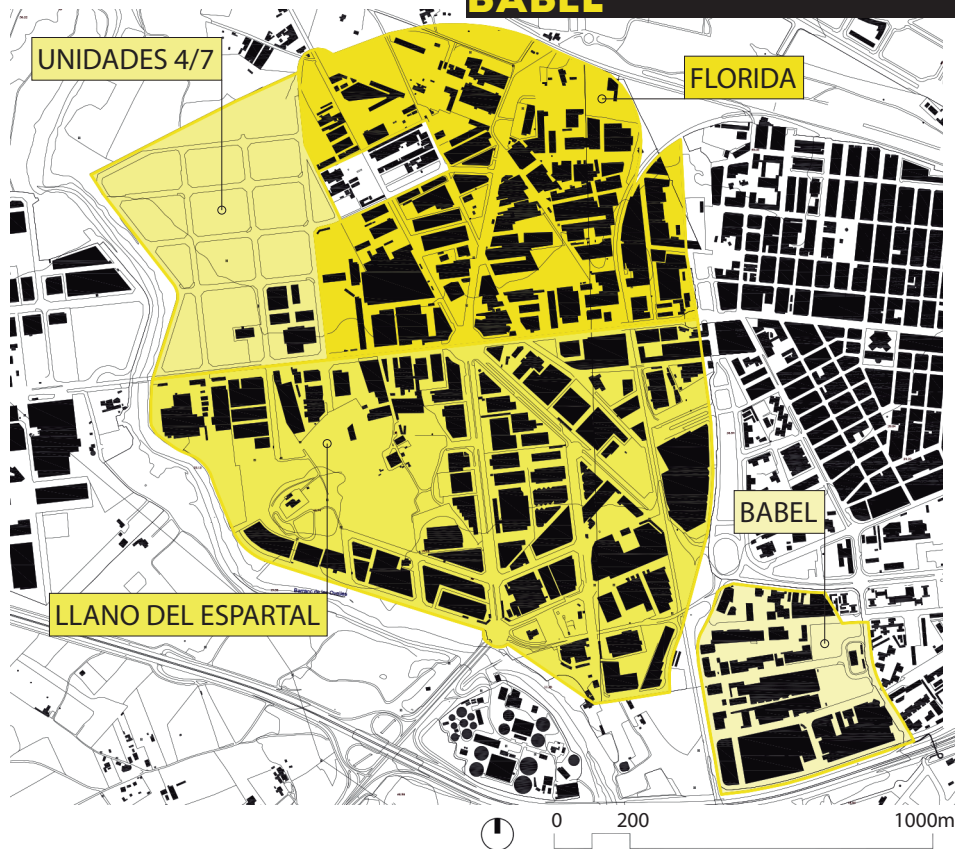 BABEL
UNIDADES 4/7
FLORIDA
BABEL
LLANO DEL ESPARTAL
0 200 1000m